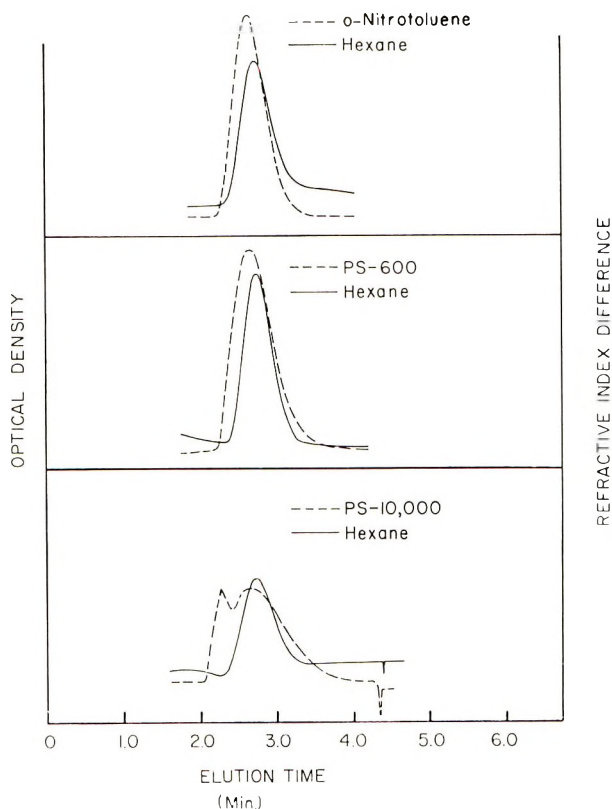 o-Nitrotoluene
Hexane
PS-600
Hexane
PS-10,000
Hexane
OPTICAL DENSITY
REFRACTIVE INDEX DIFFERENCE
0 1.0 2.0 3.0 4.0 5.0 6.0
ELUTION TIME
(Min.)